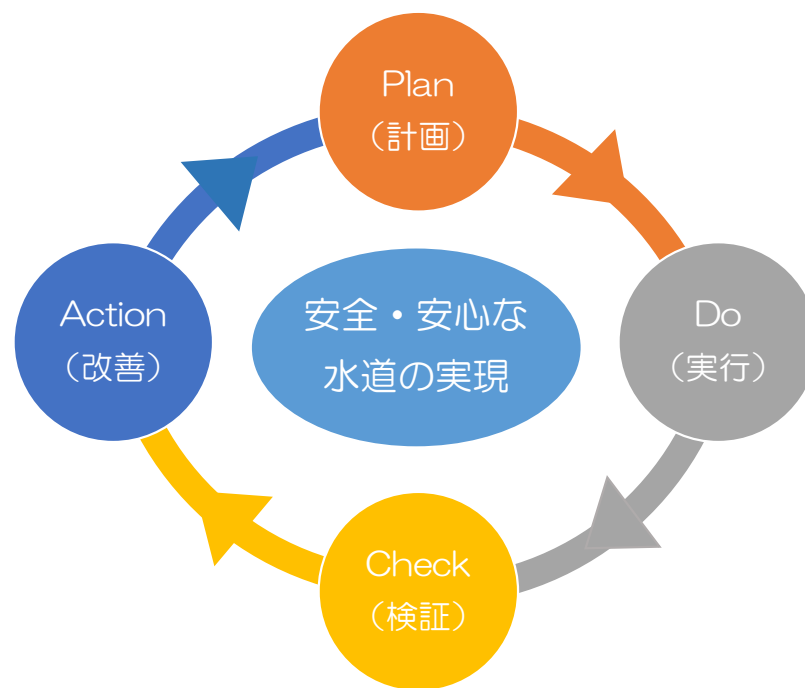 Plan
（計画）
Do
（実行）
Check
（検証）
Action
（改善）
安全・安心な
水道の実現